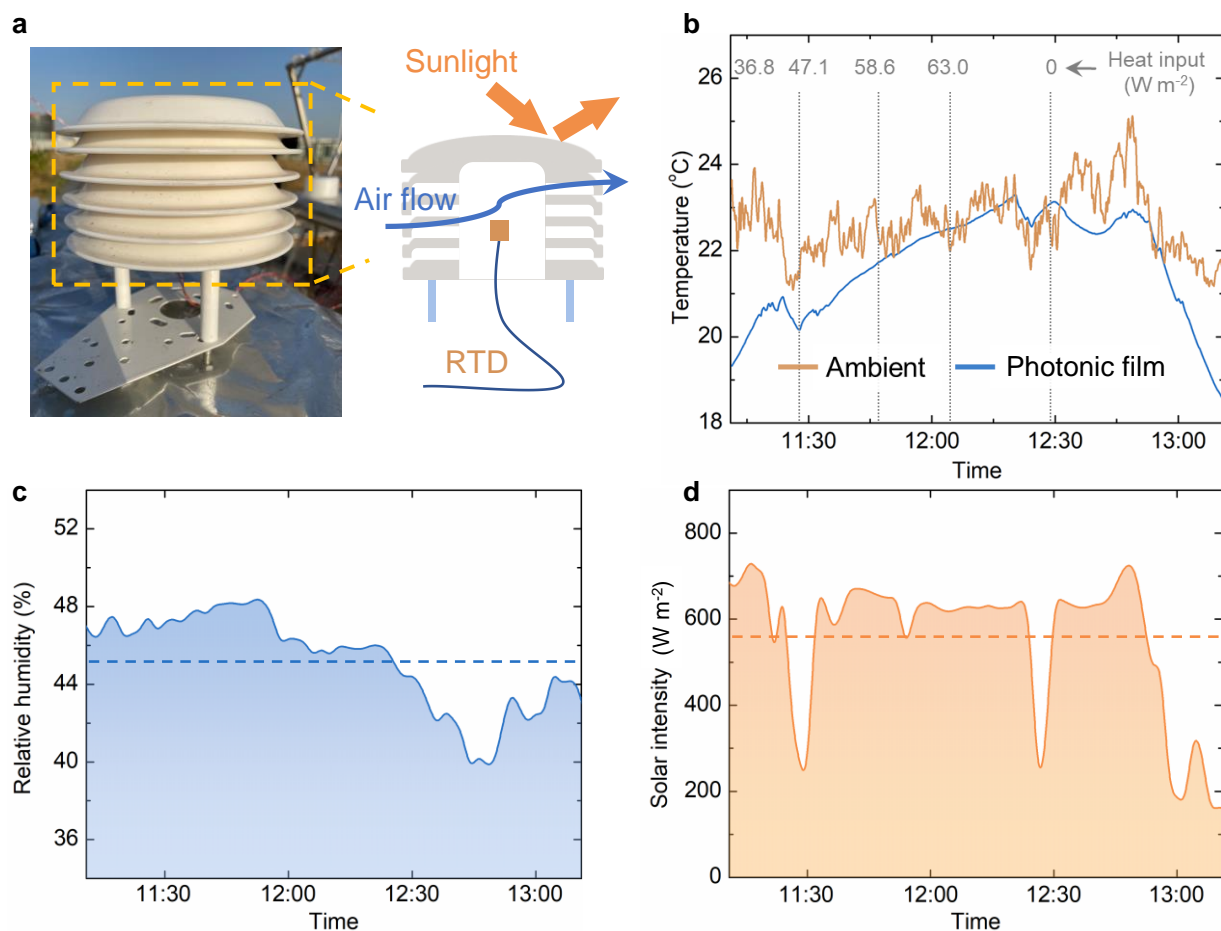 a
Sunlight
Air flow
RTD
b
36.8 47.1 58.6 63.0 0 Heat input
(W m-2)
26
24
22
20
18
Temperature (°C)
Ambient Photonic film
11:30 12:00 12:30 13:00
Time
c
52
48
44
40
36
Relative humidity (%)
11:30 12:00 12:30 13:00
Time
d
800
600
400
200
0
Solar intensity (W m-2)
11:30 12:00 12:30 13:00
Time